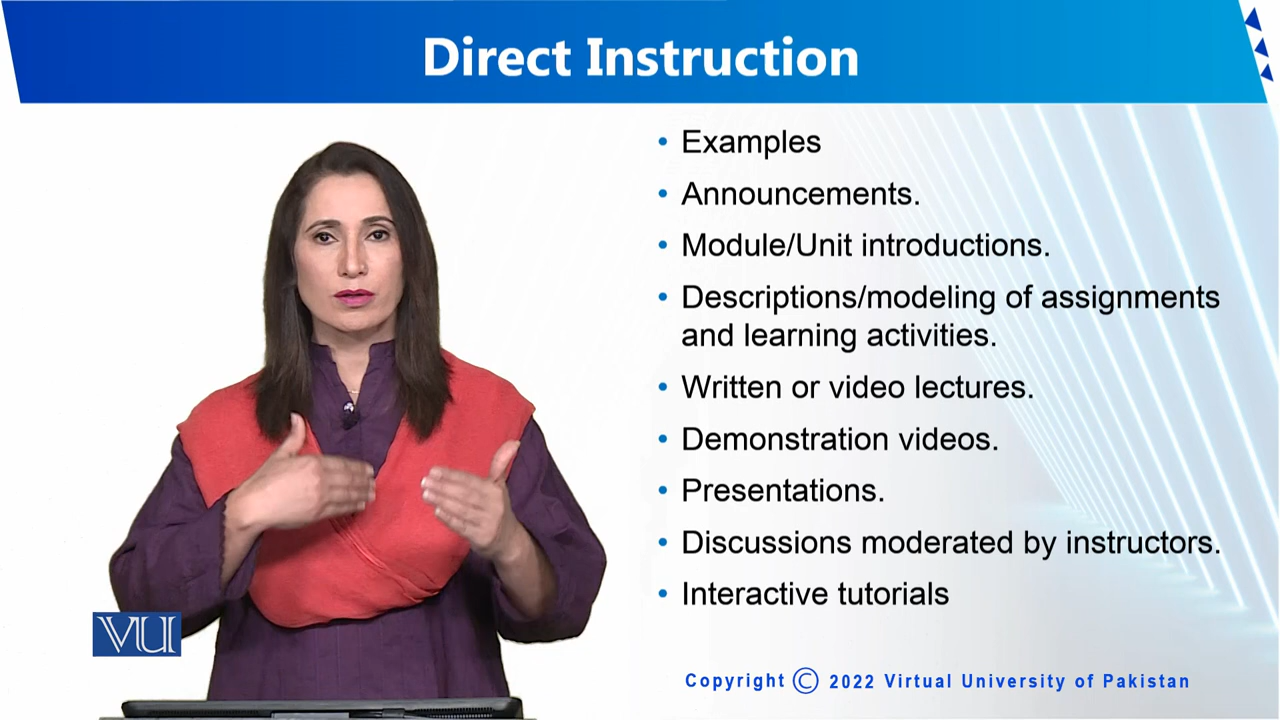 Direct Instruction
• Examples
• Announcements.
• Module/Unit introductions.
• Descriptions/modeling of assignments
and learning activities.
• Written or video lectures.
• Demonstration videos.
• Presentations.
• Discussions moderated by instructors.
• Interactive tutorials
VU
Copyright © 2022 Virtual University of Pakistan